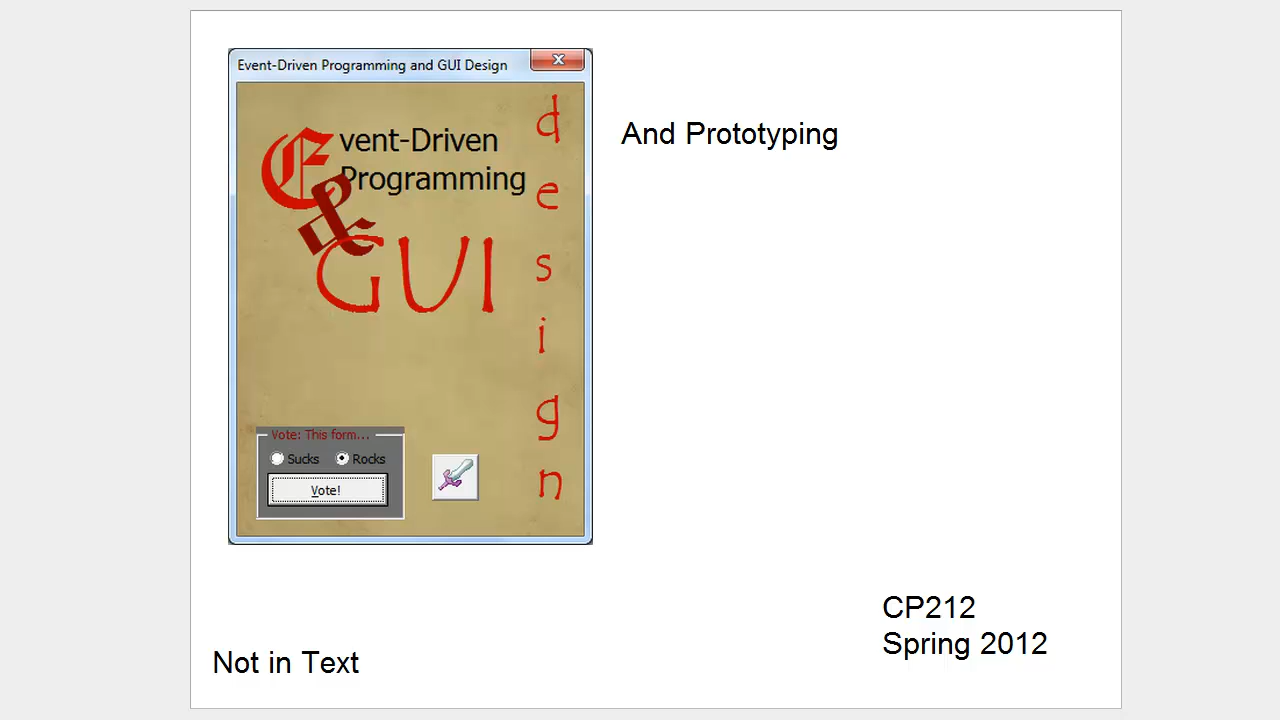 Event-Driven Programming and GUI Design
Event-Driven
Programming
&
GUI
design
And Prototyping
Vote: This form...
Sucks Rocks
Vote!
CP212
Spring 2012
Not in Text